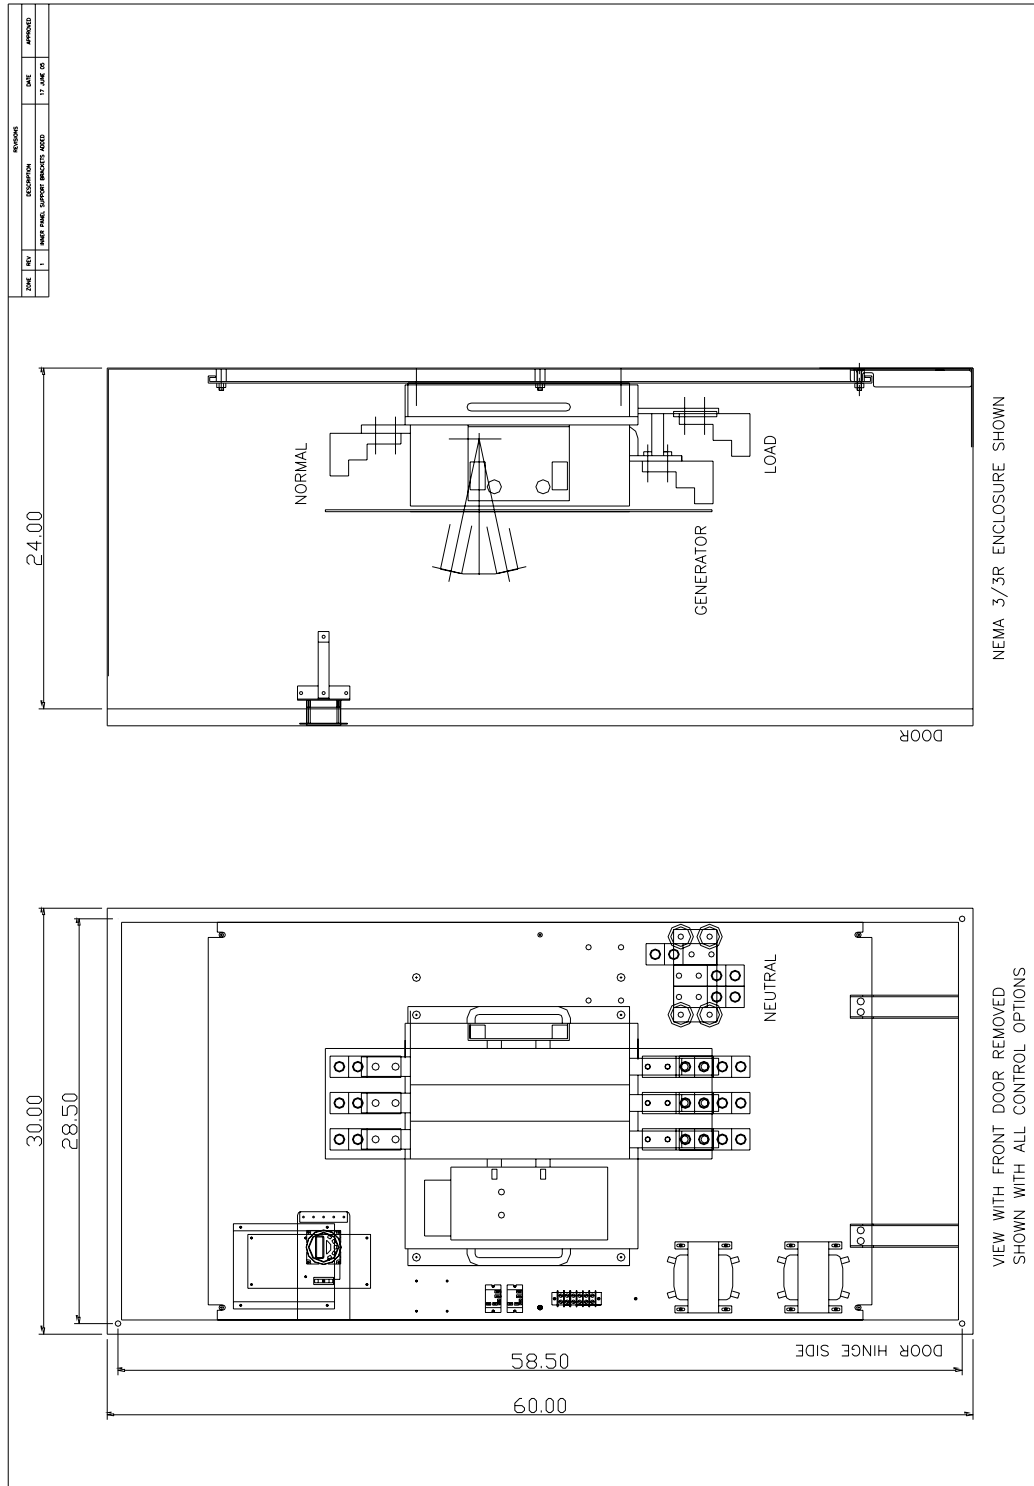 REVISIONS
ZONE REV DESCRIPTION DATE APPROVED
1 INNER PANEL SUPPORT BRACKETS ADDED 17 JUNE 05
24.00
NORMAL
LOAD
GENERATOR
NEMA 3/3R ENCLOSURE SHOWN
DOOR
30.00
28.50
NEUTRAL
VIEW WITH FRONT DOOR REMOVED
SHOWN WITH ALL CONTROL OPTIONS
DOOR HINGE SIDE
58.50
60.00